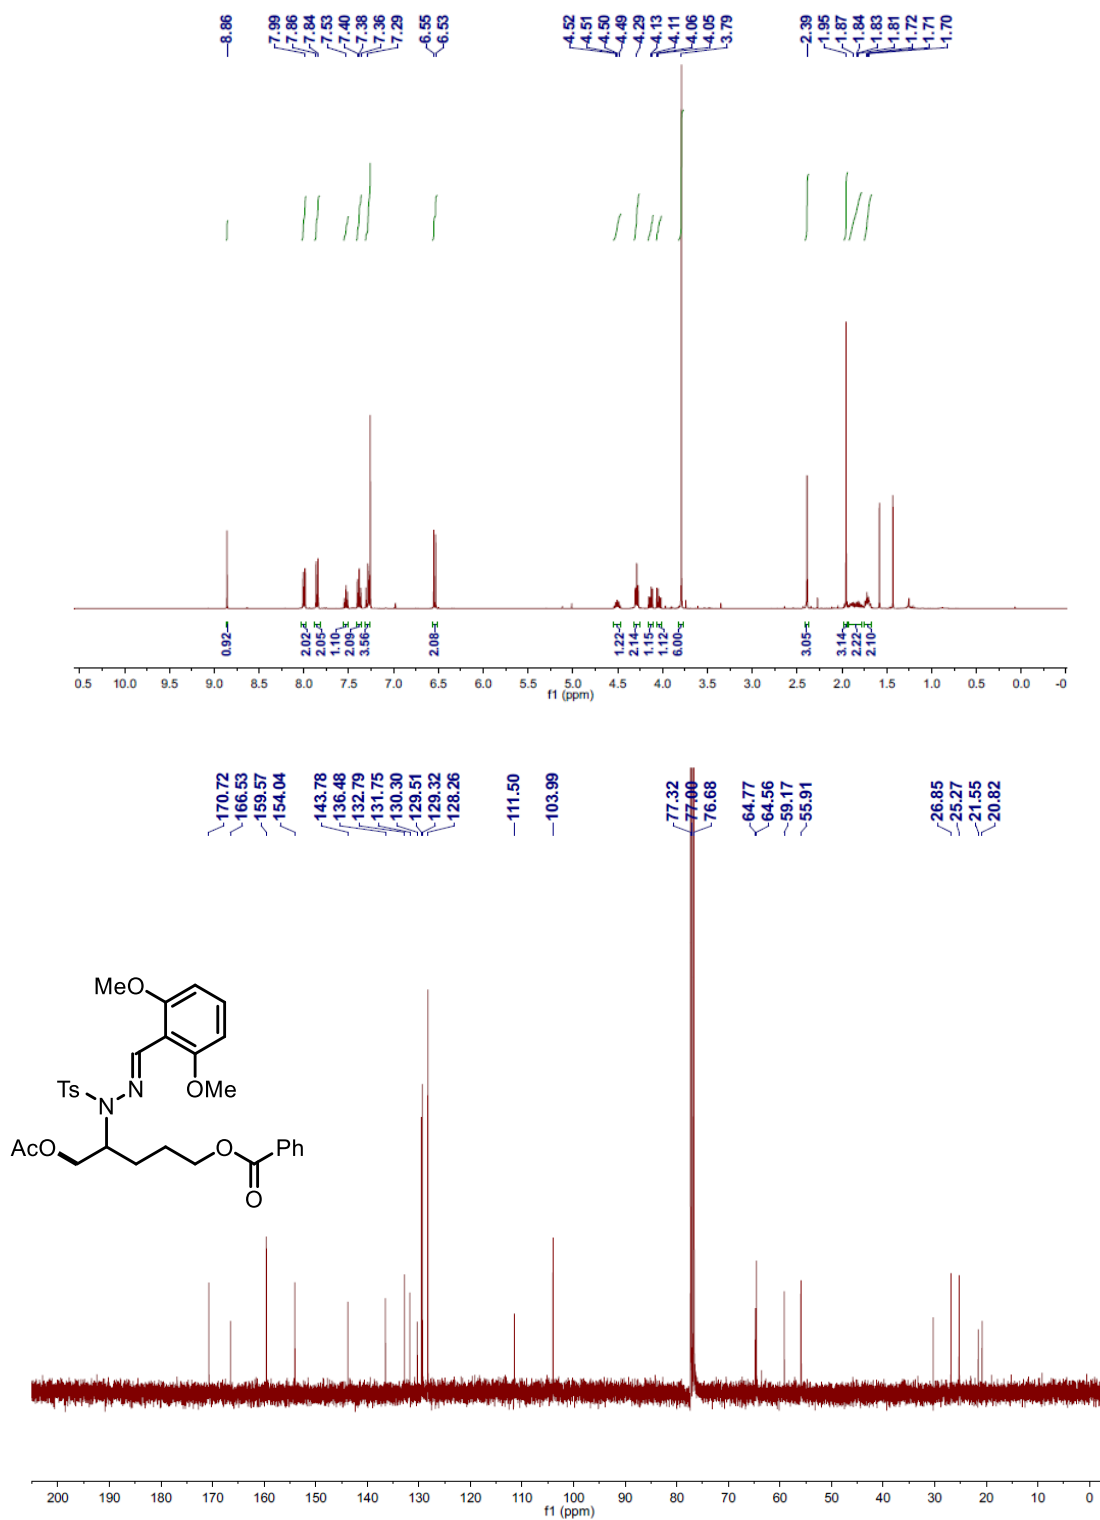 8.86 7.99 7.86 7.84 7.53 7.40 7.38 7.36 7.29 6.55 6.53 4.52 4.51 4.50 4.49 4.29 4.13 4.11 4.06 4.05 3.79 2.39 1.95 1.87 1.84 1.83 1.81 1.72 1.71 1.70
0.92 2.02 2.05 1.10 2.09 3.56 2.08 1.22 2.14 1.15 1.12 6.00 3.05 3.14 2.22 2.10
0.5 10.0 9.5 9.0 8.5 8.0 7.5 7.0 6.5 6.0 5.5 5.0 4.5 4.0 3.5 3.0 2.5 2.0 1.5 1.0 0.5 0.0 -0
f1 (ppm)
170.72 166.53 159.57 154.04 143.78 136.48 132.79 131.75 130.30 129.51 129.32 128.26 111.50 103.99 77.32 77.00 76.68 64.77 64.56 59.17 55.91 26.85 25.27 21.55 20.82
MeO
Ts N OMe
N
AcO O Ph
O
200 190 180 170 160 150 140 130 120 110 100 90 80 70 60 50 40 30 20 10 0
f1 (ppm)